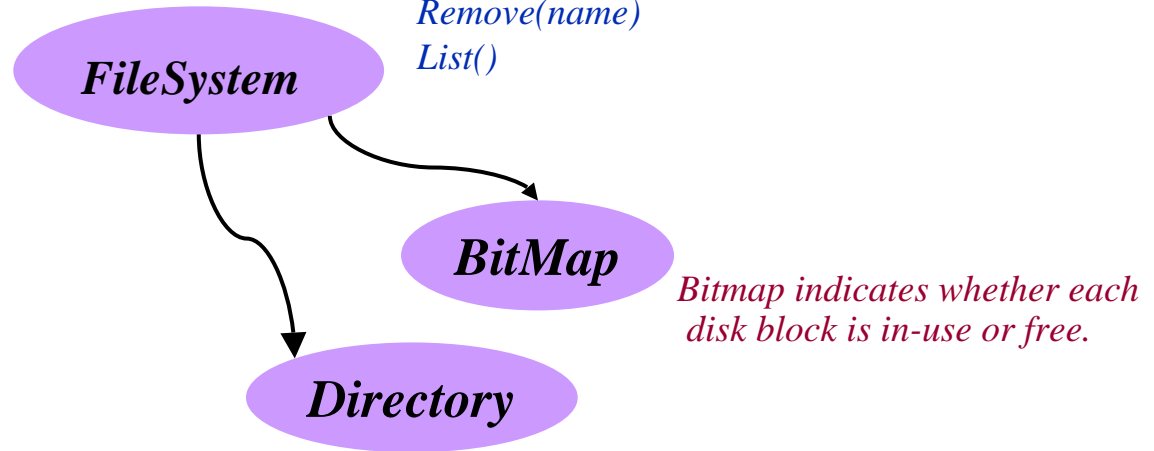 Remove(name)
List()
FileSystem
BitMap
Bitmap indicates whether each
disk block is in-use or free.
Directory